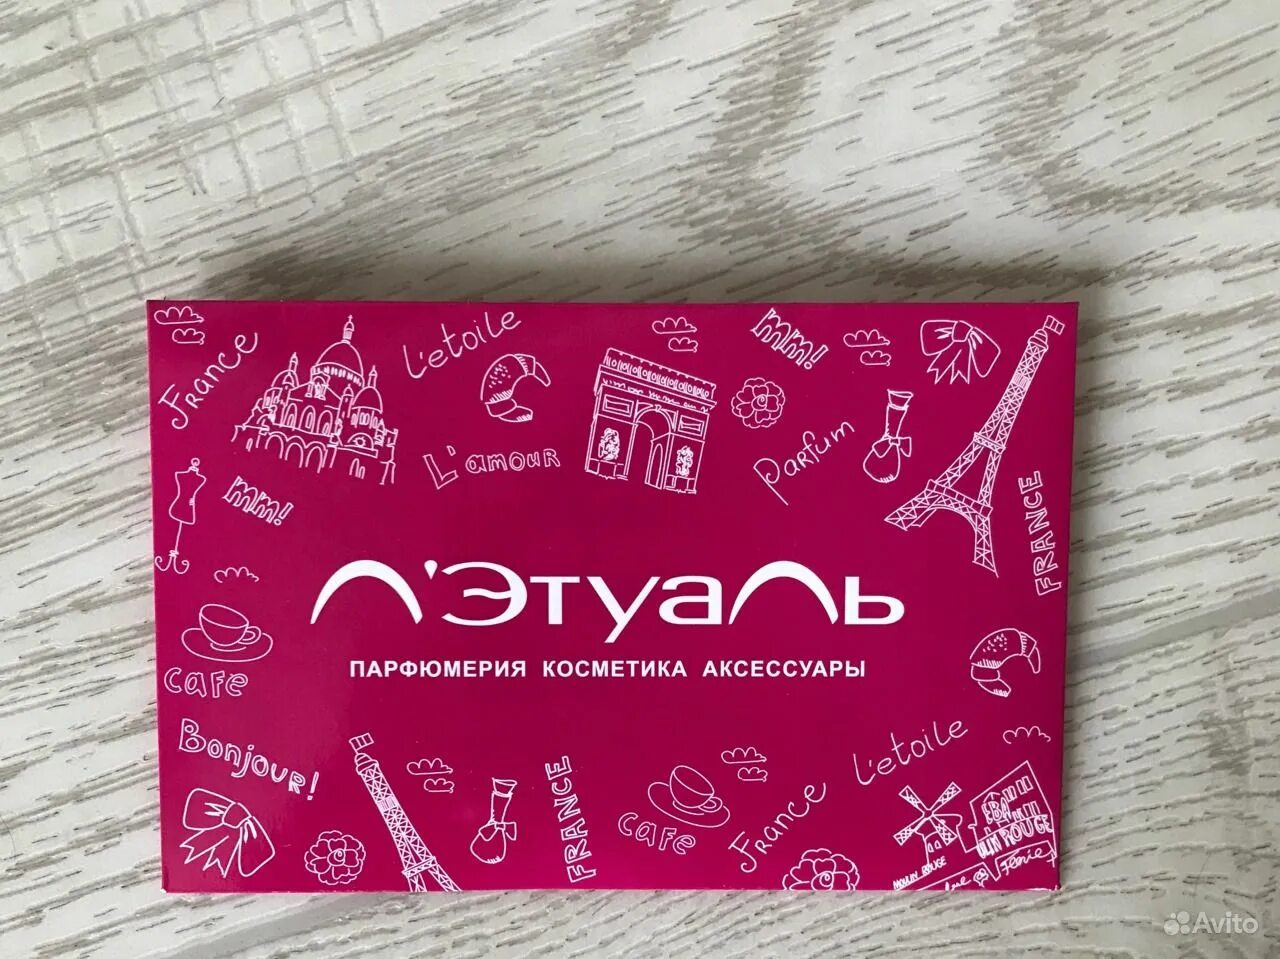 France
L'etoile
mm!
L'amour
Parfum
mm!
FRANCE
Л'Этуаль
ПАРФЮМЕРИЯ КОСМЕТИКА АКСЕССУАРЫ
cafe
Bonjour!
L'etoile
FRANCE
cafe
France
MOULIN ROUGE
Avito